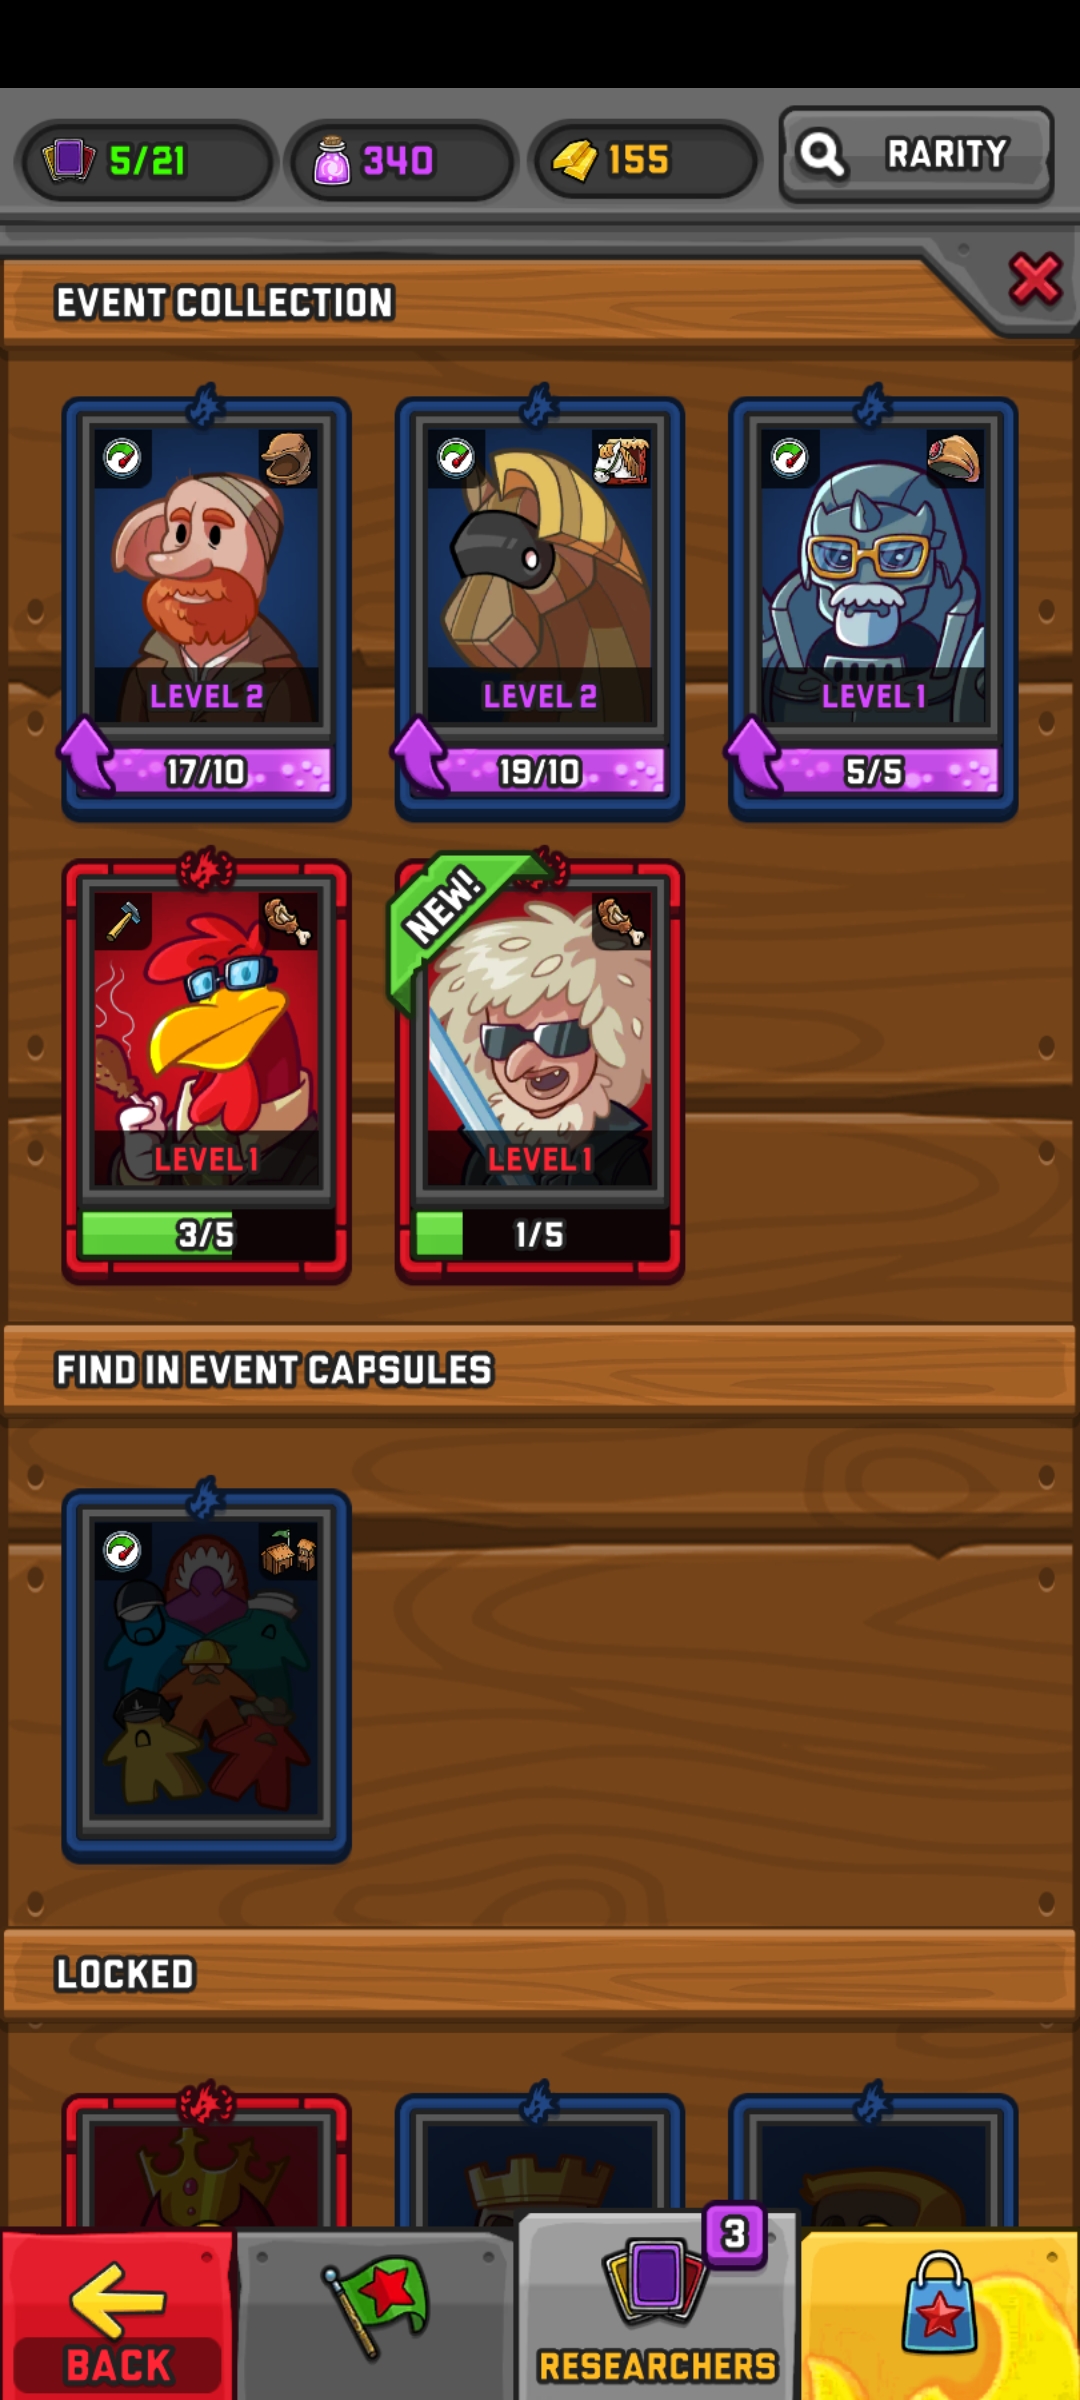 5/21 340 155 RARITY
EVENT COLLECTION
LEVEL 2 LEVEL 2 LEVEL 1
17/10 19/10 5/5
NEW!
LEVEL 1 LEVEL 1
3/5 1/5
FIND IN EVENT CAPSULES
LOCKED
3
BACK RESEARCHERS